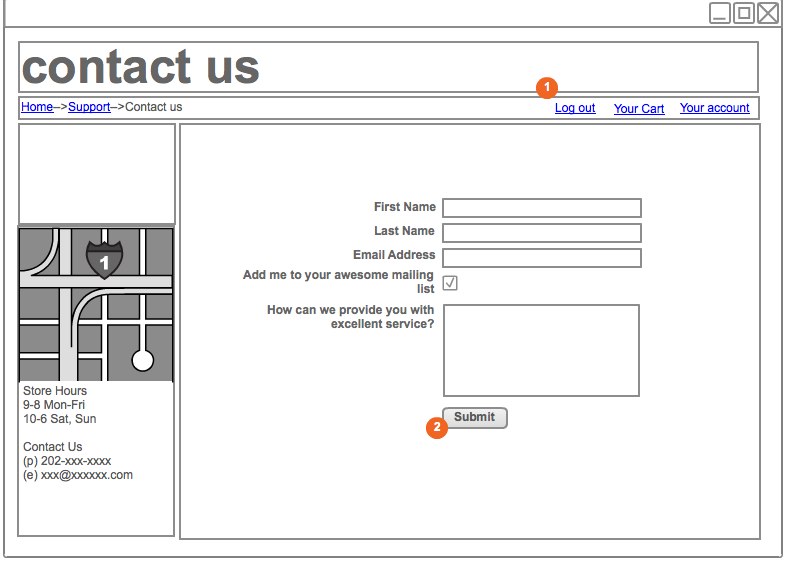 contact us
1
Home–>Support–>Contact us
Log out Your Cart Your account
First Name
Last Name
Email Address
Add me to your awesome mailing
list
How can we provide you with
excellent service?
Submit
2
1
Store Hours
9-8 Mon-Fri
10-6 Sat, Sun
Contact Us
(p) 202-xxx-xxxx
(e) xxx@xxxxxx.com